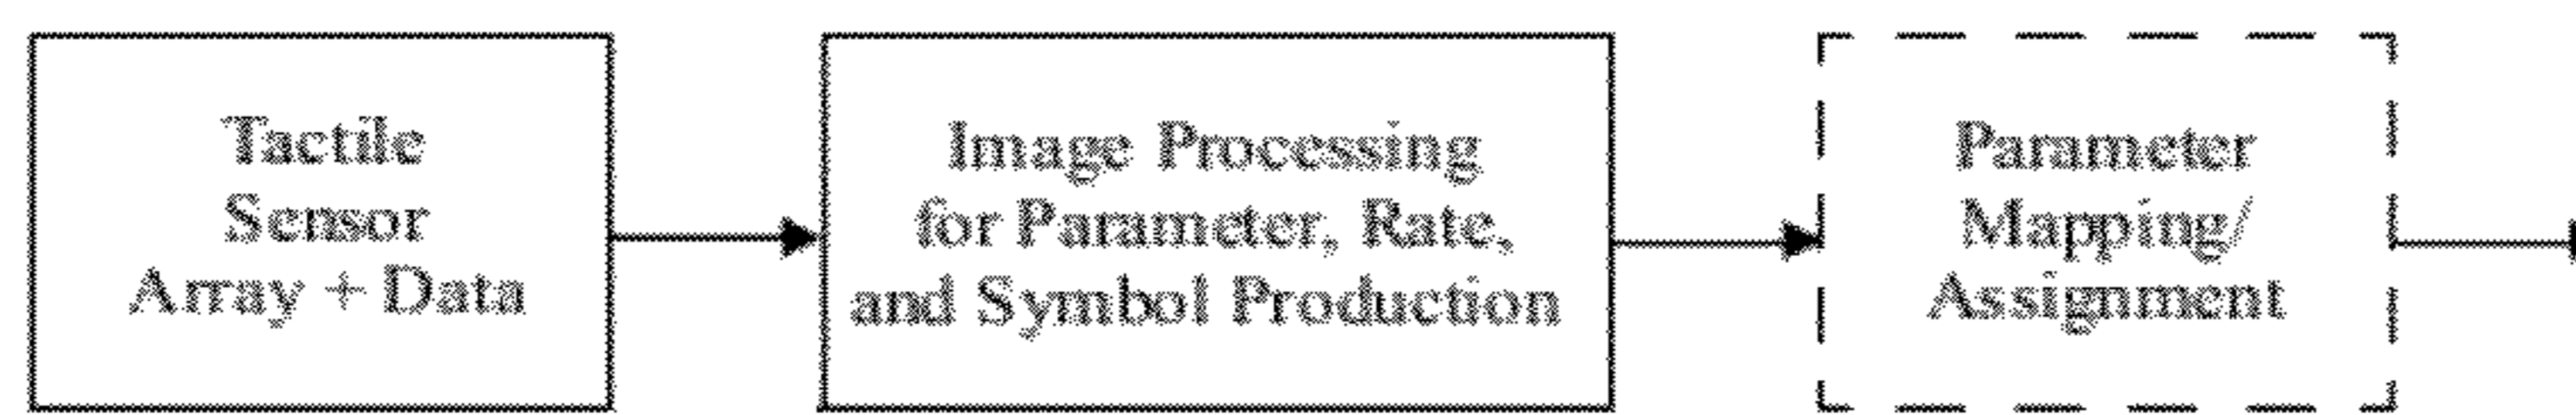 Tactile
Sensor
Array + Data
Image Processing
for Parameter, Rate,
and Symbol Production
Parameter
Mapping/
Assignment